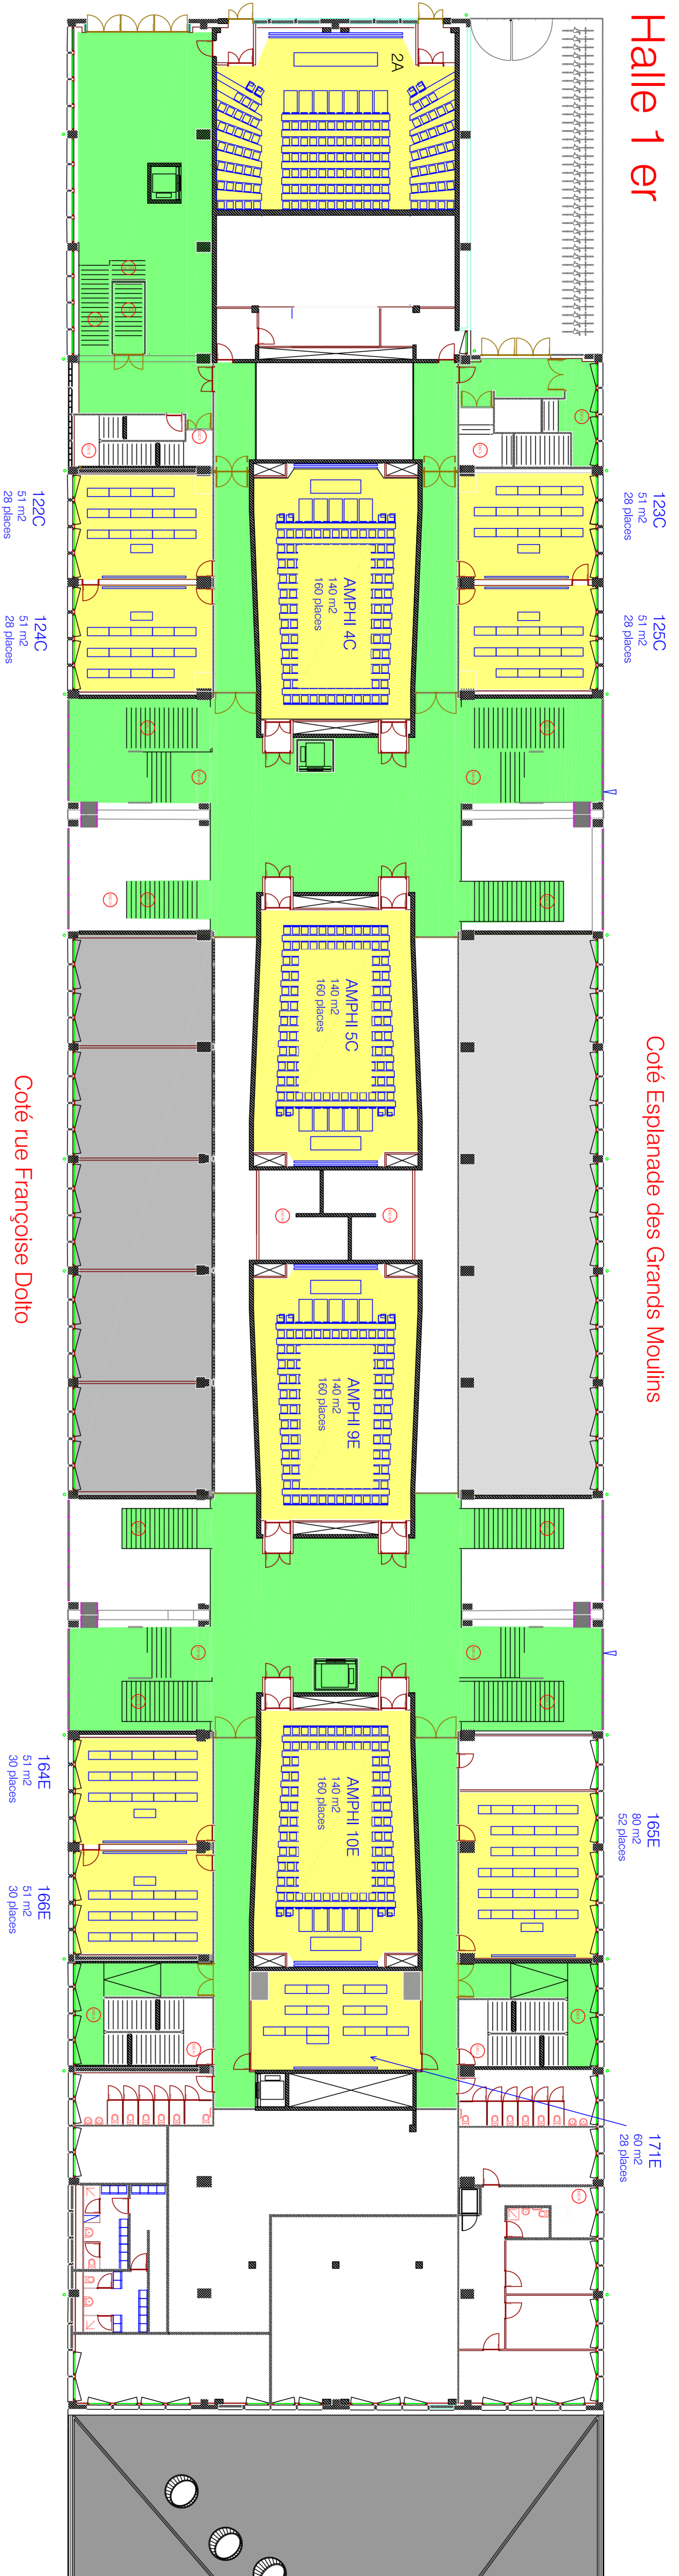 Halle 1 er
Coté Esplanade des Grands Moulins
123C
51 m2
28 places
125C
51 m2
28 places
165E
80 m2
52 places
171E
60 m2
28 places
2A
AMPHI 4C
140 m2
160 places
AMPHI 5C
140 m2
160 places
AMPHI 9E
140 m2
160 places
AMPHI 10E
140 m2
160 places
122C
51 m2
28 places
124C
51 m2
28 places
164E
51 m2
30 places
166E
51 m2
30 places
Coté rue Françoise Dolto